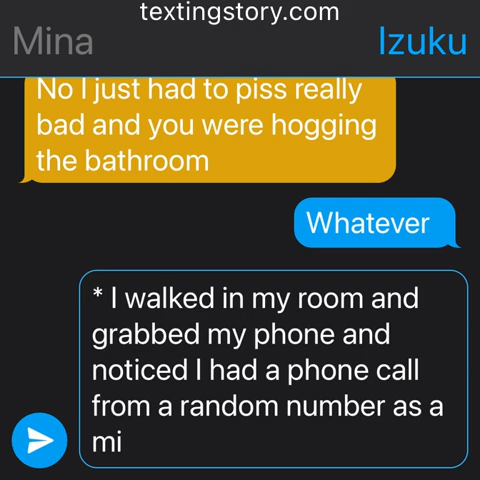 textingstory.com
Mina Izuku
No I just had to piss really
bad and you were hogging
the bathroom
Whatever
* I walked in my room and
grabbed my phone and
noticed I had a phone call
from a random number as a
mi